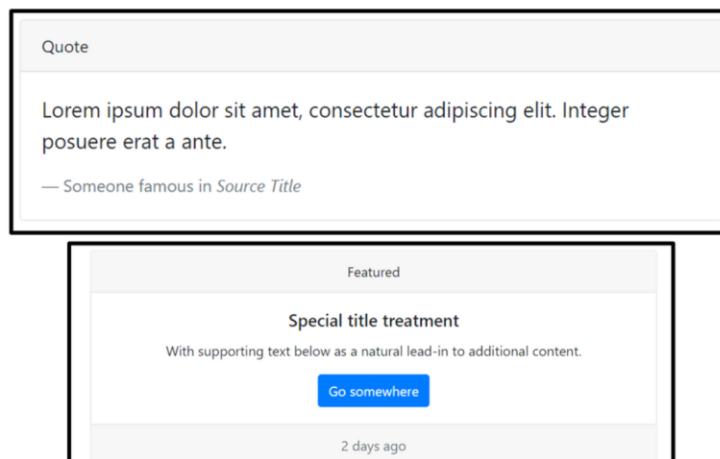 Quote
Lorem ipsum dolor sit amet, consectetur adipiscing elit. Integer
posuere erat a ante.
— Someone famous in Source Title
Featured
Special title treatment
With supporting text below as a natural lead-in to additional content.
Go somewhere
2 days ago